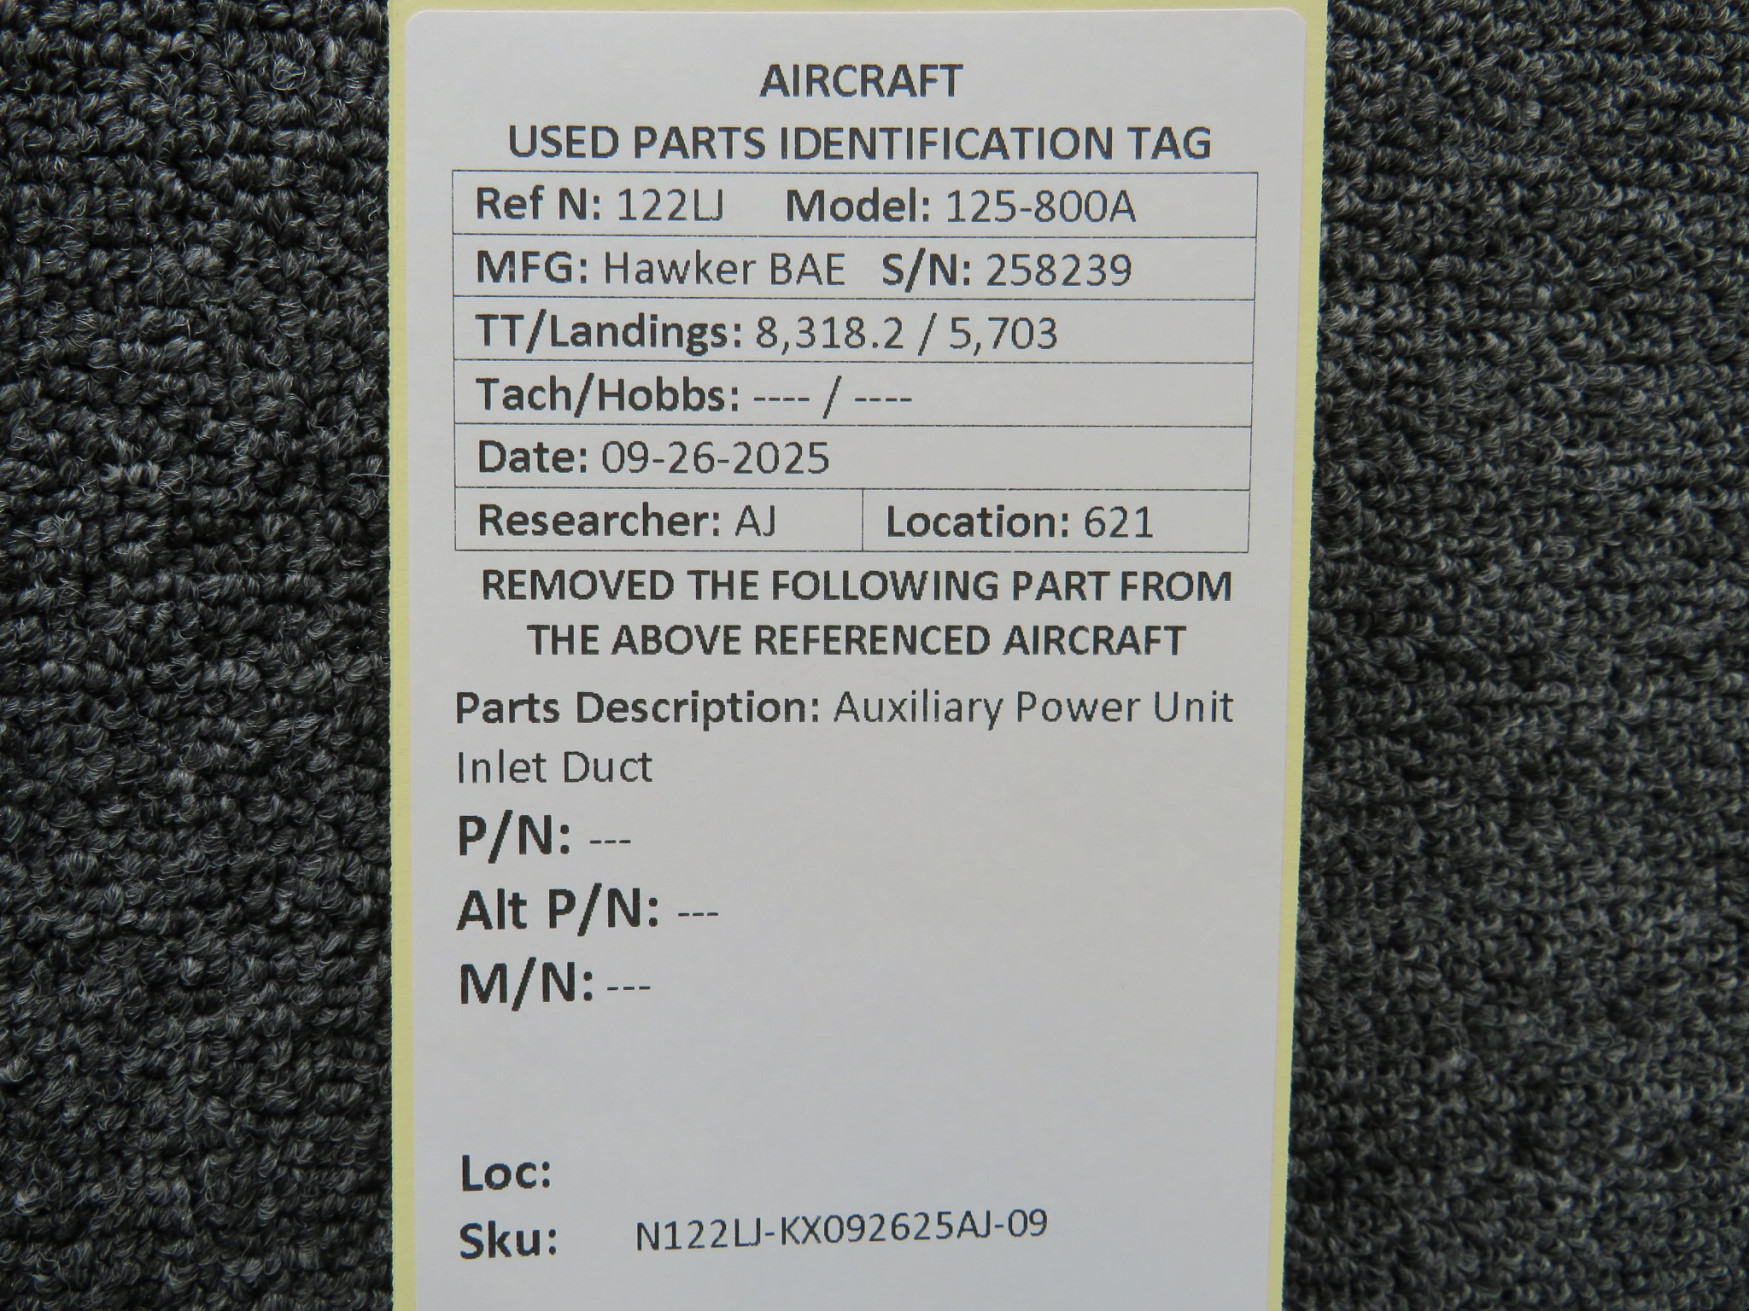 AIRCRAFT
USED PARTS IDENTIFICATION TAG
Ref N: 122LJ Model: 125-800A
MFG: Hawker BAE S/N: 258239
TT/Landings: 8,318.2 / 5,703
Tach/Hobbs: ---- / ----
Date: 09-26-2025
Researcher: AJ Location: 621
REMOVED THE FOLLOWING PART FROM
THE ABOVE REFERENCED AIRCRAFT
Parts Description: Auxiliary Power Unit
Inlet Duct
P/N: ---
Alt P/N: ---
M/N: ---
Loc:
Sku: N122LJ-KX092625AJ-09